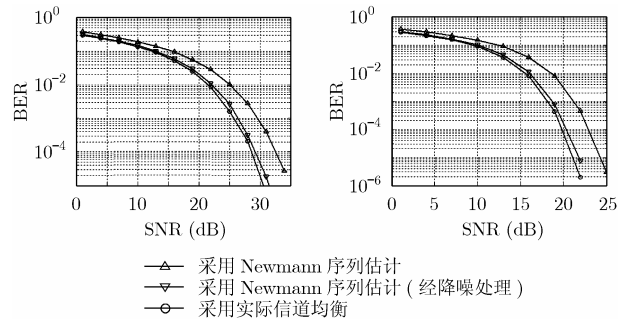 10^0
10^-2
10^-4
BER
0 10 20 30
SNR (dB)
10^0
10^-2
10^-4
10^-6
BER
0 5 10 15 20 25
SNR (dB)
采用 Newmann 序列估计
采用 Newmann 序列估计 ( 经降噪处理 )
采用实际信道均衡